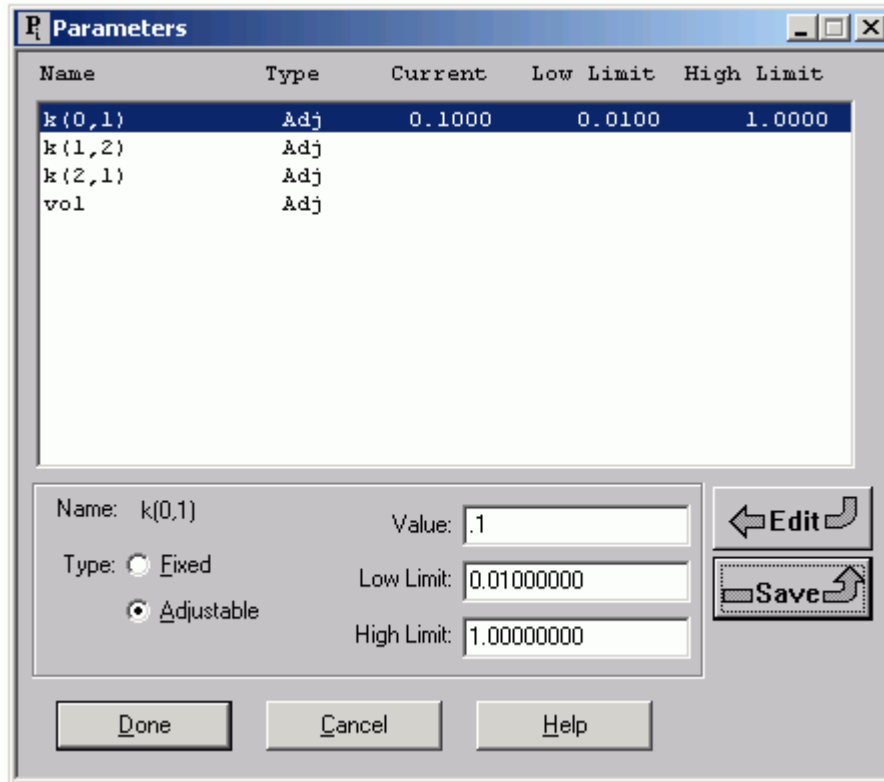 Parameters
Name Type Current Low Limit High Limit
k(0,1) Adj 0.1000 0.0100 1.0000
k(1,2) Adj
k(2,1) Adj
vol Adj
Name: k(0,1)
Value: .1
Edit
Type: Fixed
Low Limit: 0.01000000
Save
Adjustable
High Limit: 1.00000000
Done Cancel Help